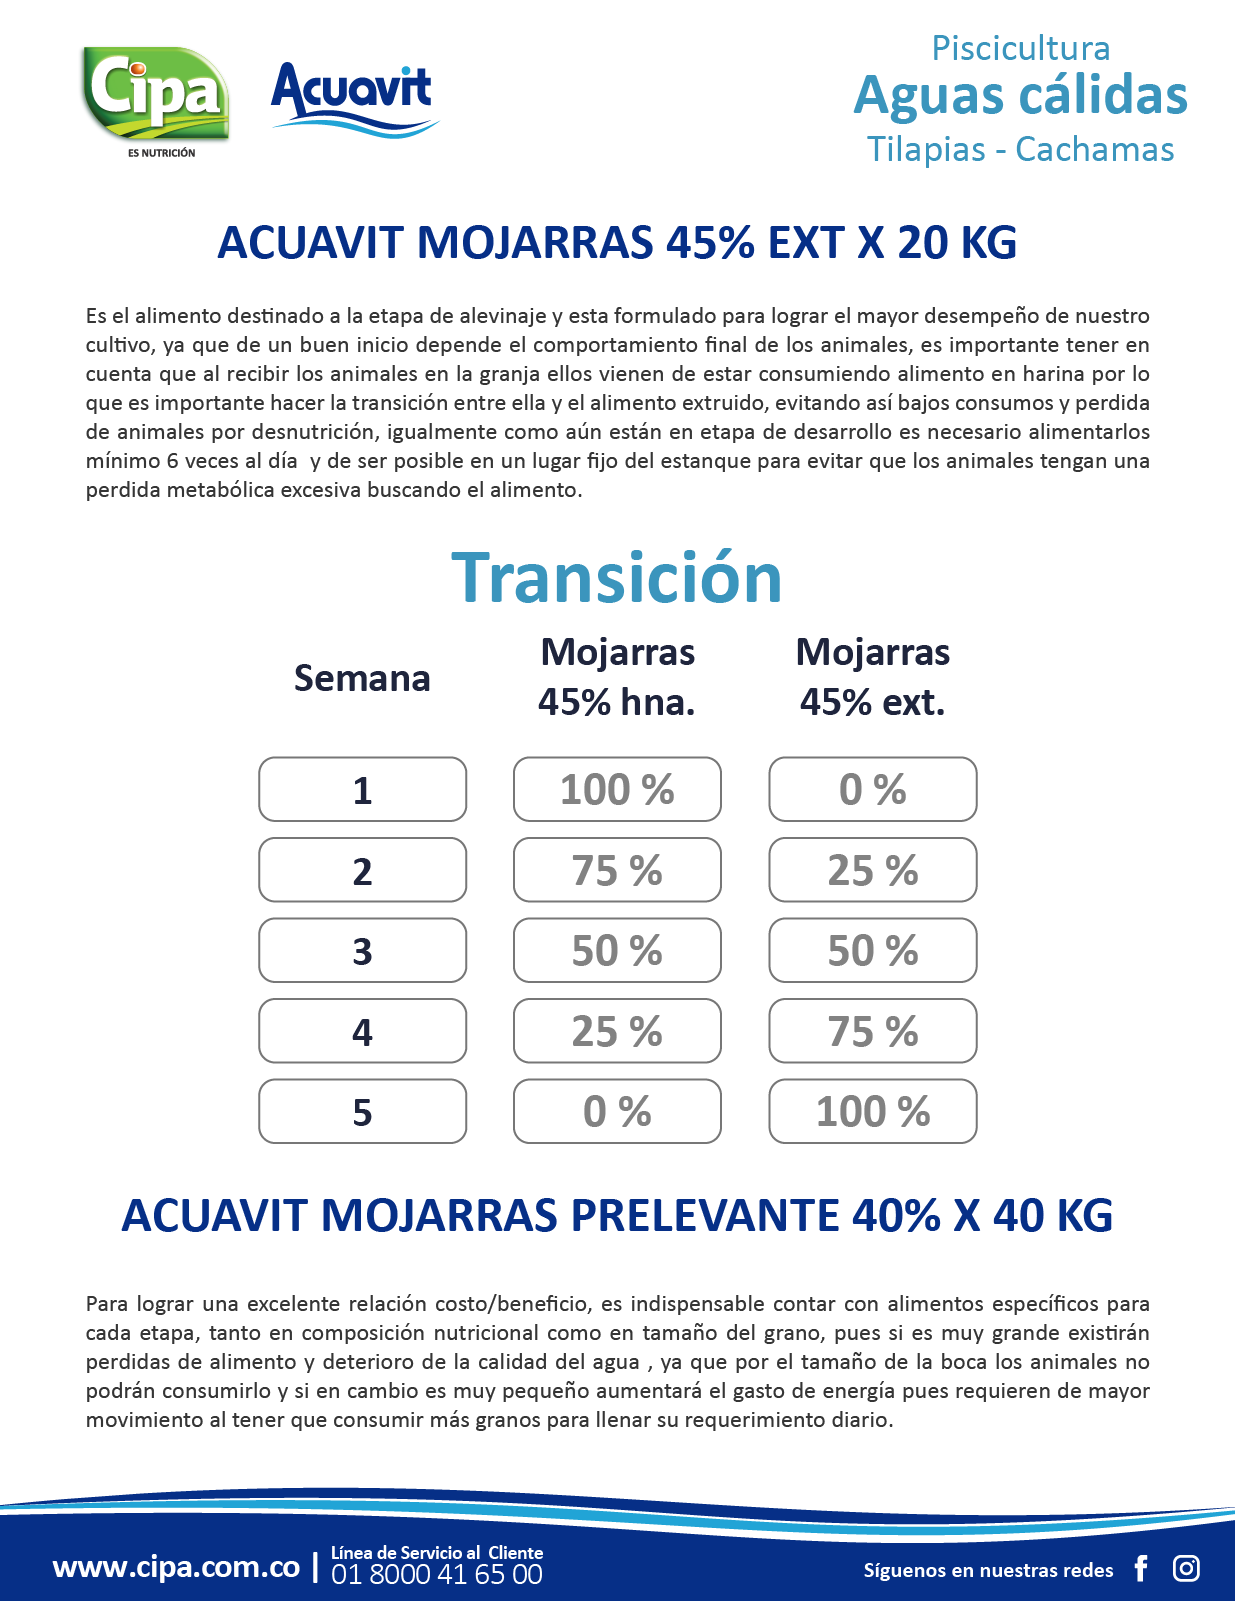 Cipa
ES NUTRICIÓN
Acuavit
Piscicultura
Aguas cálidas
Tilapias - Cachamas
ACUAVIT MOJARRAS 45% EXT X 20 KG
Es el alimento destinado a la etapa de alevinaje y esta formulado para lograr el mayor desempeño de nuestro
cultivo, ya que de un buen inicio depende el comportamiento final de los animales, es importante tener en
cuenta que al recibir los animales en la granja ellos vienen de estar consumiendo alimento en harina por lo
que es importante hacer la transición entre ella y el alimento extruido, evitando así bajos consumos y perdida
de animales por desnutrición, igualmente como aún están en etapa de desarrollo es necesario alimentarlos
mínimo 6 veces al día  y de ser posible en un lugar fijo del estanque para evitar que los animales tengan una
perdida metabólica excesiva buscando el alimento.
Transición
Semana
Mojarras
45% hna.
Mojarras
45% ext.
1 100 % 0 %
2 75 % 25 %
3 50 % 50 %
4 25 % 75 %
5 0 % 100 %
ACUAVIT MOJARRAS PRELEVANTE 40% X 40 KG
Para lograr una excelente relación costo/beneficio, es indispensable contar con alimentos específicos para
cada etapa, tanto en composición nutricional como en tamaño del grano, pues si es muy grande existirán
perdidas de alimento y deterioro de la calidad del agua , ya que por el tamaño de la boca los animales no
podrán consumirlo y si en cambio es muy pequeño aumentará el gasto de energía pues requieren de mayor
movimiento al tener que consumir más granos para llenar su requerimiento diario.
www.cipa.com.co |
Línea de Servicio al  Cliente
01 8000 41 65 00
Síguenos en nuestras redes